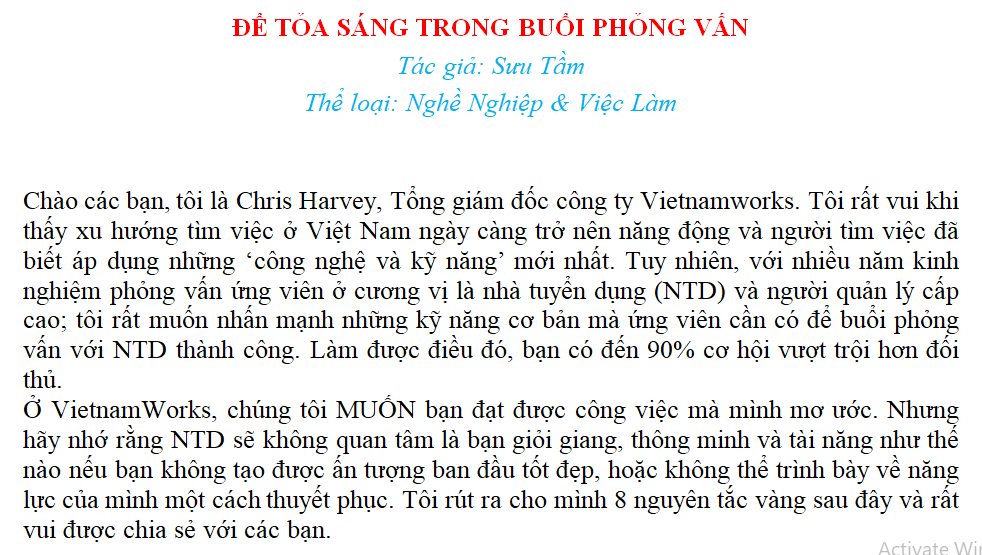 ĐỂ TỎA SÁNG TRONG BUỔI PHỎNG VẤN
Tác giả: Sưu Tầm
Thể loại: Nghề Nghiệp & Việc Làm
Chào các bạn, tôi là Chris Harvey, Tổng giám đốc công ty Vietnamworks. Tôi rất vui khi
thấy xu hướng tìm việc ở Việt Nam ngày càng trở nên năng động và người tìm việc đã
biết áp dụng những ‘công nghệ và kỹ năng’ mới nhất. Tuy nhiên, với nhiều năm kinh
nghiệm phỏng vấn ứng viên ở cương vị là nhà tuyển dụng (NTD) và người quản lý cấp
cao; tôi rất muốn nhấn mạnh những kỹ năng cơ bản mà ứng viên cần có để buổi phỏng
vấn với NTD thành công. Làm được điều đó, bạn có đến 90% cơ hội vượt trội hơn đối
thủ.
Ở VietnamWorks, chúng tôi MUỐN bạn đạt được công việc mà mình mơ ước. Nhưng
hãy nhớ rằng NTD sẽ không quan tâm là bạn giỏi giang, thông minh và tài năng như thế
nào nếu bạn không tạo được ấn tượng ban đầu tốt đẹp, hoặc không thể trình bày về năng
lực của mình một cách thuyết phục. Tôi rút ra cho mình 8 nguyên tắc vàng sau đây và rất
vui được chia sẻ với các bạn.
Activate Win